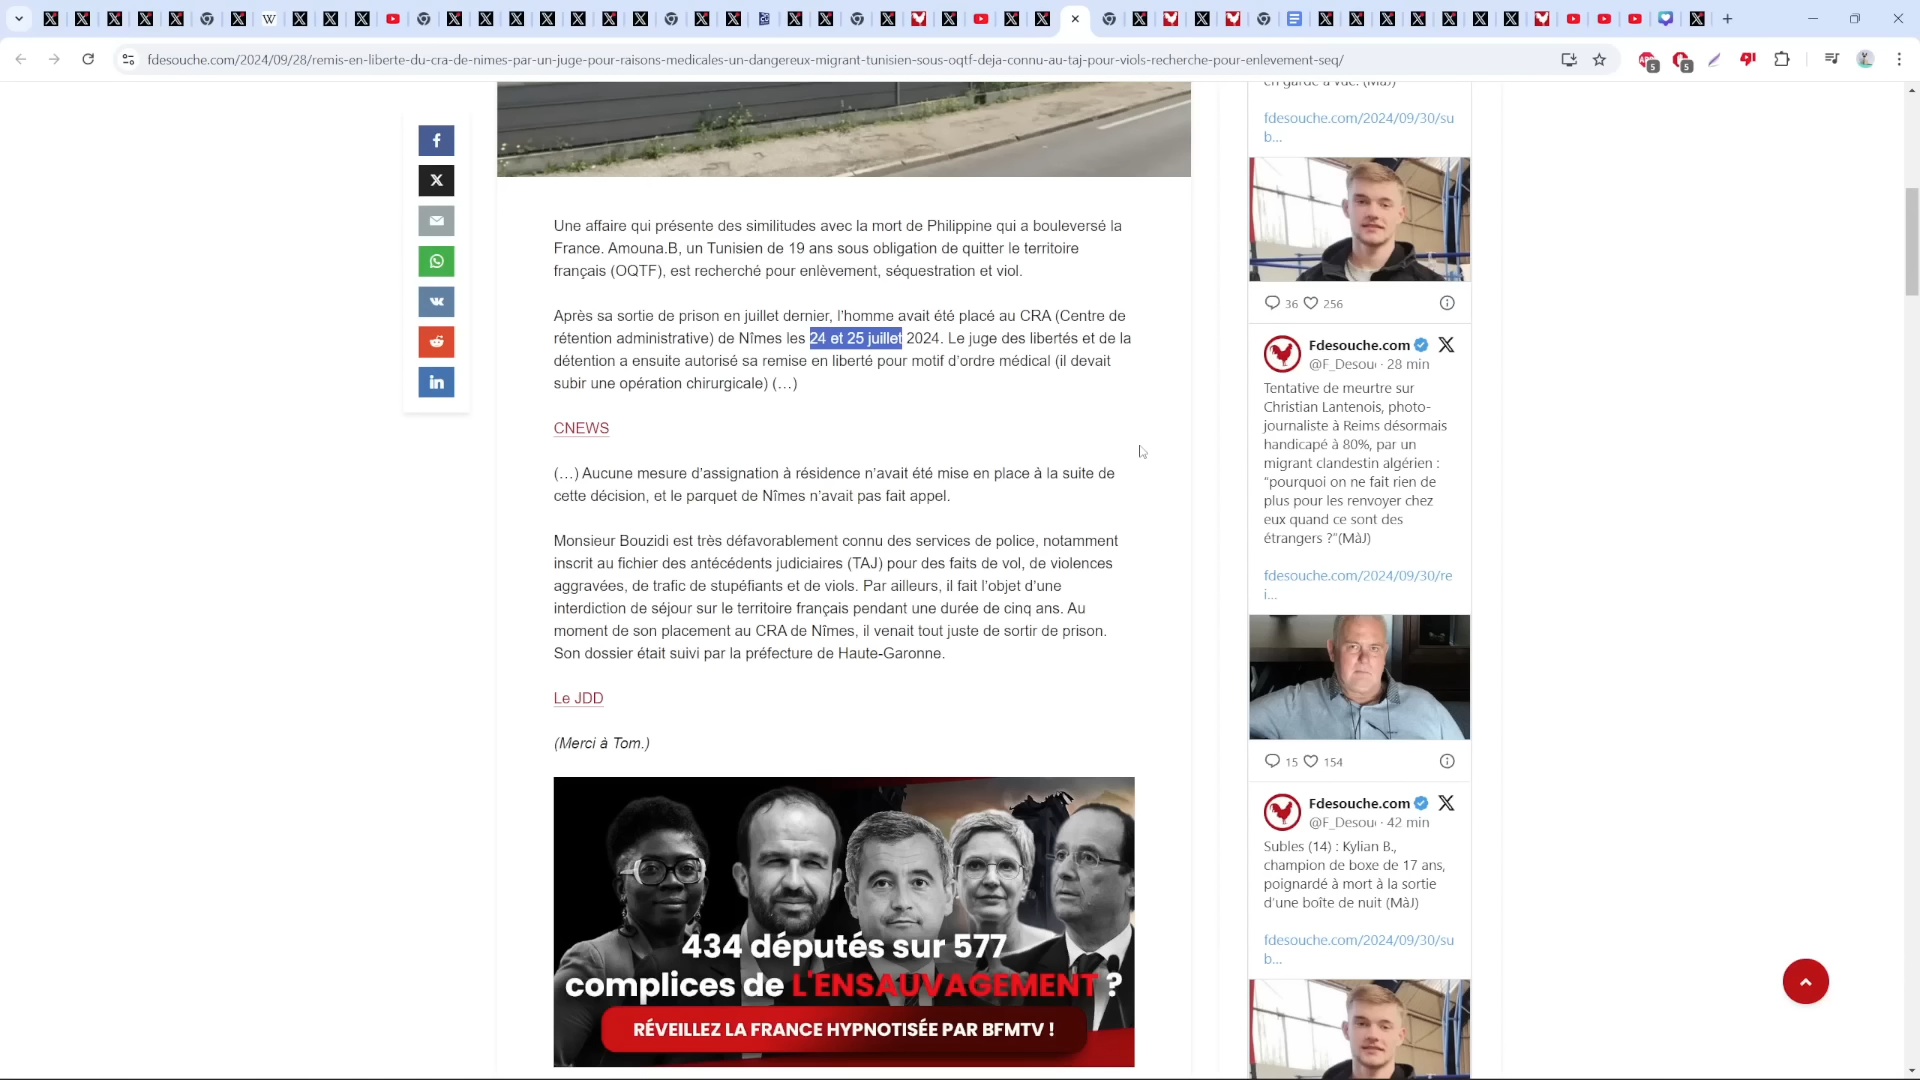 fdesouche.com/2024/09/28/remis-en-liberte-du-cra-de-nimes-par-un-juge-pour-raisons-medicales-un-dangereux-migrant-tunisien-sous-oqtf-deja-connu-au-taj-pour-viols-recherche-pour-enlevement-seq/
5
5
Une affaire qui présente des similitudes avec la mort de Philippine qui a bouleversé la
France. Amouna.B, un Tunisien de 19 ans sous obligation de quitter le territoire
français (OQTF), est recherché pour enlèvement, séquestration et viol.
Après sa sortie de prison en juillet dernier, l'homme avait été placé au CRA (Centre de
rétention administrative) de Nîmes les 24 et 25 juillet 2024. Le juge des libertés et de la
détention a ensuite autorisé sa remise en liberté pour motif d'ordre médical (il devait
subir une opération chirurgicale) (…)
CNEWS
(…) Aucune mesure d'assignation à résidence n'avait été mise en place à la suite de
cette décision, et le parquet de Nîmes n'avait pas fait appel.
Monsieur Bouzidi est très défavorablement connu des services de police, notamment
inscrit au fichier des antécédents judiciaires (TAJ) pour des faits de vol, de violences
aggravées, de trafic de stupéfiants et de viols. Par ailleurs, il fait l'objet d'une
interdiction de séjour sur le territoire français pendant une durée de cinq ans. Au
moment de son placement au CRA de Nîmes, il venait tout juste de sortir de prison.
Son dossier était suivi par la préfecture de Haute-Garonne.
Le JDD
(Merci à Tom.)
434 députés sur 577
complices de L'ENSAUVAGEMENT ?
RÉVEILLEZ LA FRANCE HYPNOTISÉE PAR BFMTV !
en garde à vue. (MàJ)
fdesouche.com/2024/09/30/su
b...
36 256
Fdesouche.com
@F_Desou · 28 min
Tentative de meurtre sur
Christian Lantenois, photo-
journaliste à Reims désormais
handicapé à 80%, par un
migrant clandestin algérien :
“pourquoi on ne fait rien de
plus pour les renvoyer chez
eux quand ce sont des
étrangers ?”(MàJ)
fdesouche.com/2024/09/30/re
i...
15 154
Fdesouche.com
@F_Desou · 42 min
Subles (14) : Kylian B.,
champion de boxe de 17 ans,
poignardé à mort à la sortie
d'une boîte de nuit (MàJ)
fdesouche.com/2024/09/30/su
b...